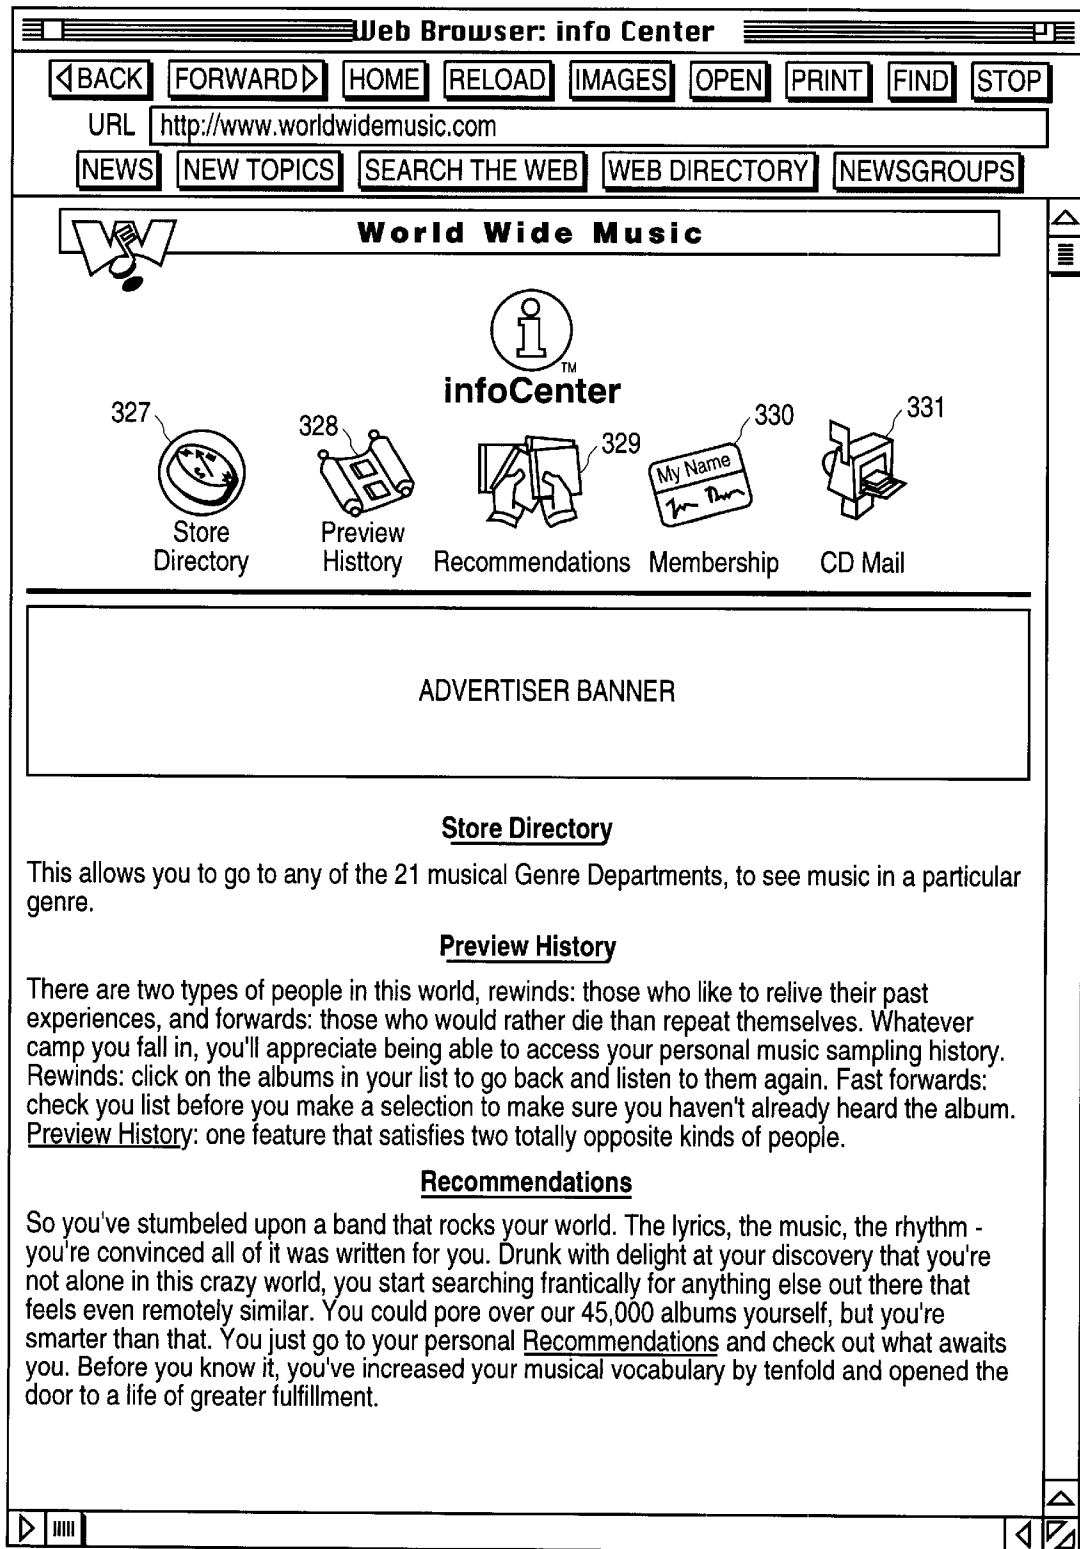 Web Browser: info Center
BACK FORWARD HOME RELOAD IMAGES OPEN PRINT FIND STOP
URL http://www.worldwidemusic.com
NEWS NEW TOPICS SEARCH THE WEB WEB DIRECTORY NEWSGROUPS
World Wide Music
i
TM
infoCenter
327 328 329 330 331
My Name
Store Directory
Preview Histtory
Recommendations
Membership
CD Mail
ADVERTISER BANNER
Store Directory
This allows you to go to any of the 21 musical Genre Departments, to see music in a particular
genre.
Preview History
There are two types of people in this world, rewinds: those who like to relive their past
experiences, and forwards: those who would rather die than repeat themselves. Whatever
camp you fall in, you'll appreciate being able to access your personal music sampling history.
Rewinds: click on the albums in your list to go back and listen to them again. Fast forwards:
check you list before you make a selection to make sure you haven't already heard the album.
Preview History: one feature that satisfies two totally opposite kinds of people.
Recommendations
So you've stumbeled upon a band that rocks your world. The lyrics, the music, the rhythm -
you're convinced all of it was written for you. Drunk with delight at your discovery that you're
not alone in this crazy world, you start searching frantically for anything else out there that
feels even remotely similar. You could pore over our 45,000 albums yourself, but you're
smarter than that. You just go to your personal Recommendations and check out what awaits
you. Before you know it, you've increased your musical vocabulary by tenfold and opened the
door to a life of greater fulfillment.